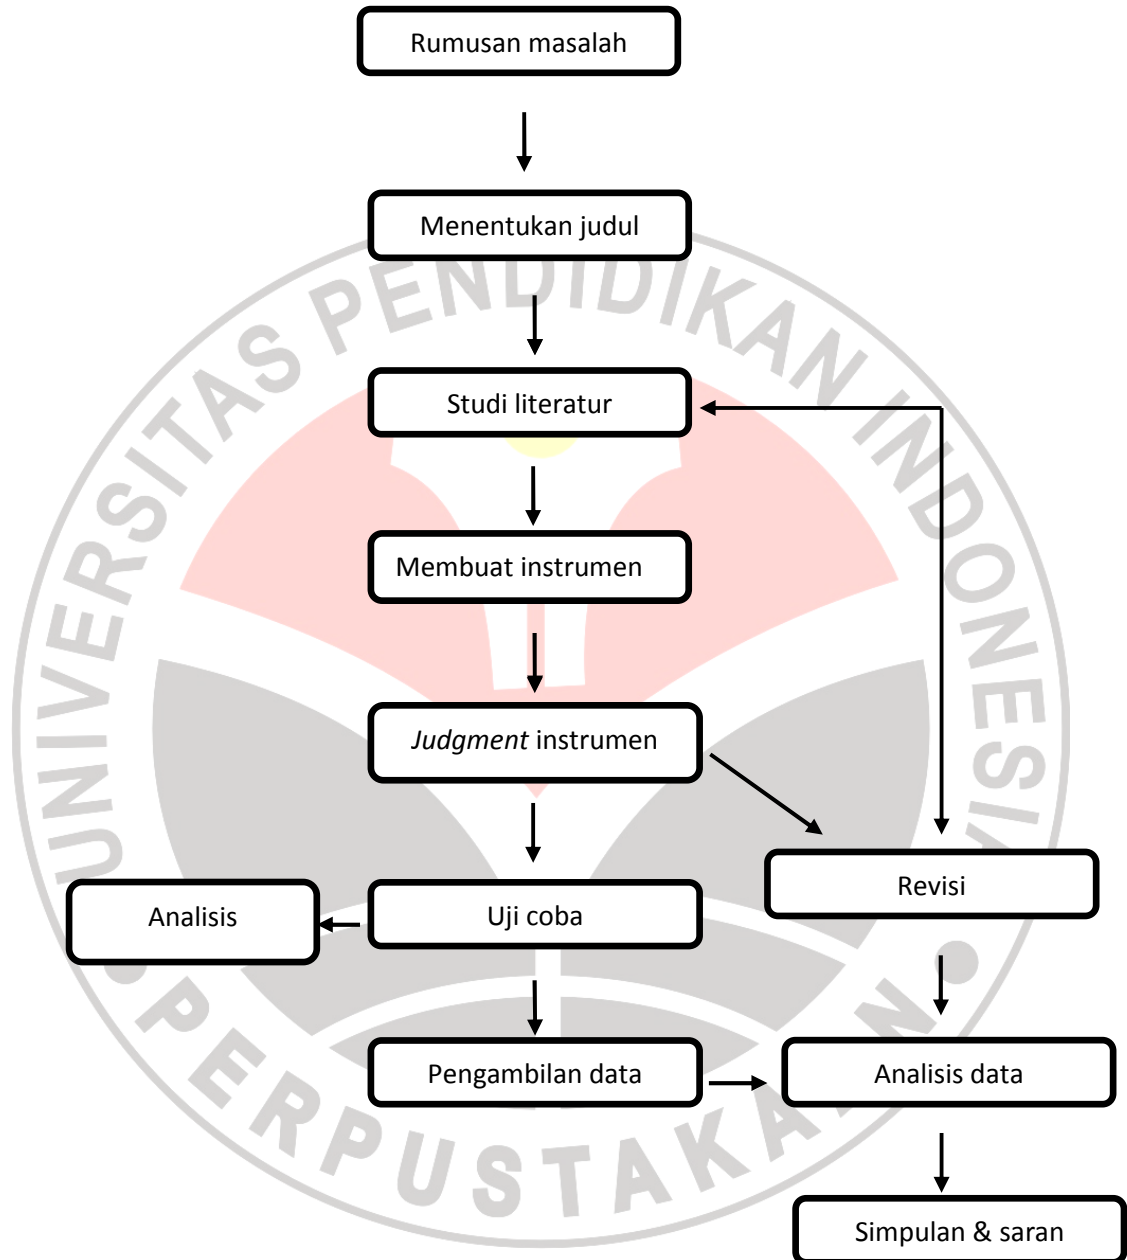 Rumusan masalah
Menentukan judul
Studi literatur
Membuat instrumen
Judgment instrumen
Revisi
Analisis
Uji coba
Pengambilan data
Analisis data
Simpulan & saran
UNIVERSITAS PENDIDIKAN INDONESIA
PERPUSTAKAAN